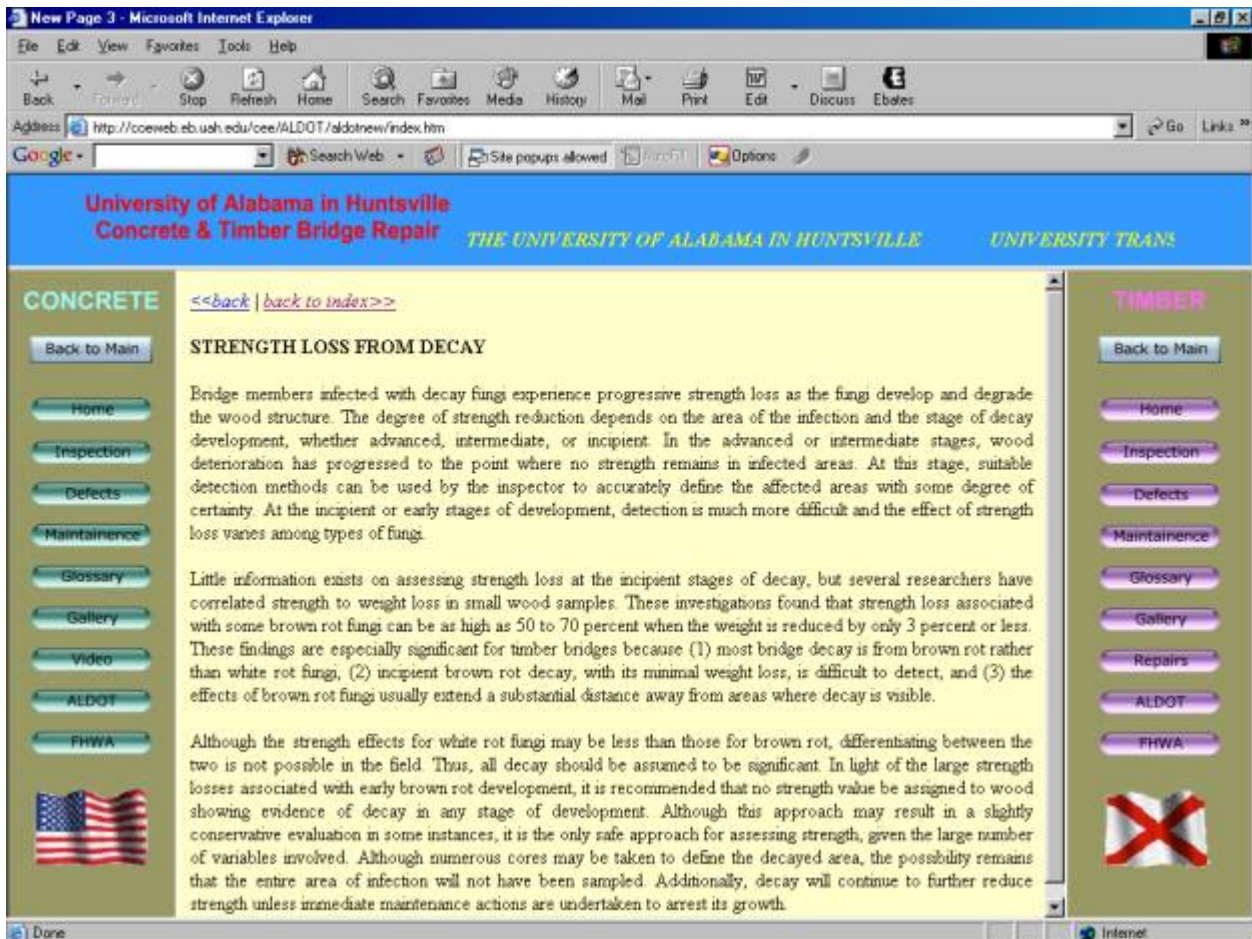 New Page 3 - Microsoft Internet Explorer
File Edit View Favorites Tools Help
Back Forward Stop Refresh Home Search Favorites Media History Mail Print Edit Discuss Ebates
Address http://coeweb.eb.uah.edu/cee/ALDOT/aldotnew/index.htm Go Links »
Google Search Web Site popups allowed AutoFill Options
University of Alabama in Huntsville
Concrete & Timber Bridge Repair
THE UNIVERSITY OF ALABAMA IN HUNTSVILLE UNIVERSITY TRANS
CONCRETE
Back to Main
Home
Inspection
Defects
Maintainence
Glossary
Gallery
Video
ALDOT
FHWA
<<back | back to index>>
STRENGTH LOSS FROM DECAY
Bridge members infected with decay fungi experience progressive strength loss as the fungi develop and degrade
the wood structure. The degree of strength reduction depends on the area of the infection and the stage of decay
development, whether advanced, intermediate, or incipient. In the advanced or intermediate stages, wood
deterioration has progressed to the point where no strength remains in infected areas. At this stage, suitable
detection methods can be used by the inspector to accurately define the affected areas with some degree of
certainty. At the incipient or early stages of development, detection is much more difficult and the effect of strength
loss varies among types of fungi.
Little information exists on assessing strength loss at the incipient stages of decay, but several researchers have
correlated strength to weight loss in small wood samples. These investigations found that strength loss associated
with some brown rot fungi can be as high as 50 to 70 percent when the weight is reduced by only 3 percent or less.
These findings are especially significant for timber bridges because (1) most bridge decay is from brown rot rather
than white rot fungi, (2) incipient brown rot decay, with its minimal weight loss, is difficult to detect, and (3) the
effects of brown rot fungi usually extend a substantial distance away from areas where decay is visible.
Although the strength effects for white rot fungi may be less than those for brown rot, differentiating between the
two is not possible in the field. Thus, all decay should be assumed to be significant. In light of the large strength
losses associated with early brown rot development, it is recommended that no strength value be assigned to wood
showing evidence of decay in any stage of development. Although this approach may result in a slightly
conservative evaluation in some instances, it is the only safe approach for assessing strength, given the large number
of variables involved. Although numerous cores may be taken to define the decayed area, the possibility remains
that the entire area of infection will not have been sampled. Additionally, decay will continue to further reduce
strength unless immediate maintenance actions are undertaken to arrest its growth.
TIMBER
Back to Main
Home
Inspection
Defects
Maintainence
Glossary
Gallery
Repairs
ALDOT
FHWA
Done Internet